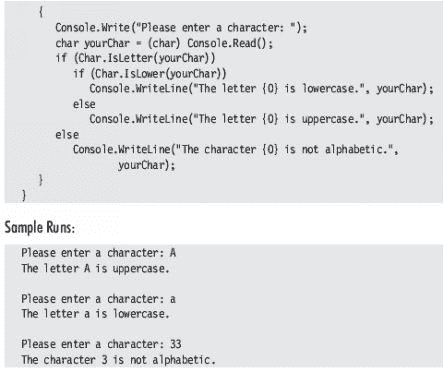 {
Console.Write("Please enter a character: ");
char yourChar = (char) Console.Read();
if (Char.IsLetter(yourChar))
if (Char.IsLower(yourChar))
Console.WriteLine("The letter {0} is lowercase.", yourChar);
else
Console.WriteLine("The letter {0} is uppercase.", yourChar);
else
Console.WriteLine("The character {0} is not alphabetic.",
yourChar);
}
}
Sample Runs:
Please enter a character: A
The letter A is uppercase.
Please enter a character: a
The letter a is lowercase.
Please enter a character: 33
The character 3 is not alphabetic.